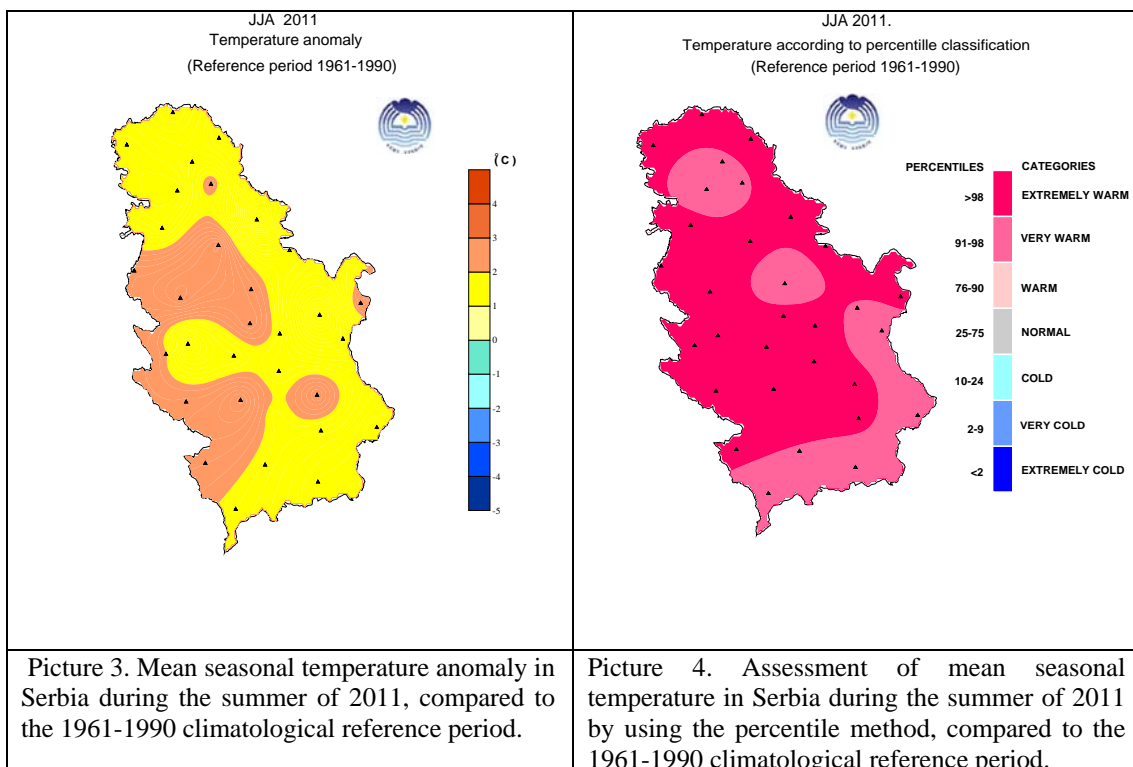 JJA 2011
Temperature anomaly
(Reference period 1961-1990)
(C)
4
3
2
1
0
-1
-2
-3
-4
-5
JJA 2011.
Temperature according to percentille classification
(Reference period 1961-1990)
PERCENTILES CATEGORIES
>98 EXTREMELY WARM
91-98 VERY WARM
76-90 WARM
25-75 NORMAL
10-24 COLD
2-9 VERY COLD
<2 EXTREMELY COLD
Picture 3. Mean seasonal temperature anomaly in
Serbia during the summer of 2011, compared to
the 1961-1990 climatological reference period.
Picture 4. Assessment of mean seasonal
temperature in Serbia during the summer of 2011
by using the percentile method, compared to the
1961-1990 climatological reference period.